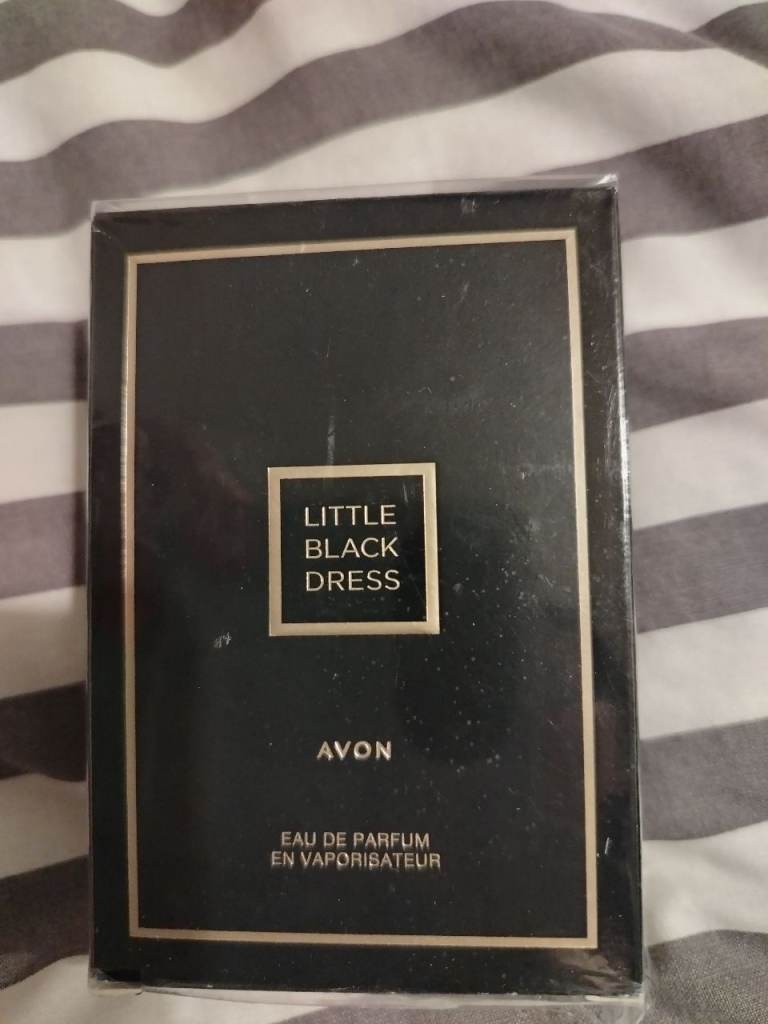 LITTLE
BLACK
DRESS
AVON
EAU DE PARFUM
EN VAPORISATEUR